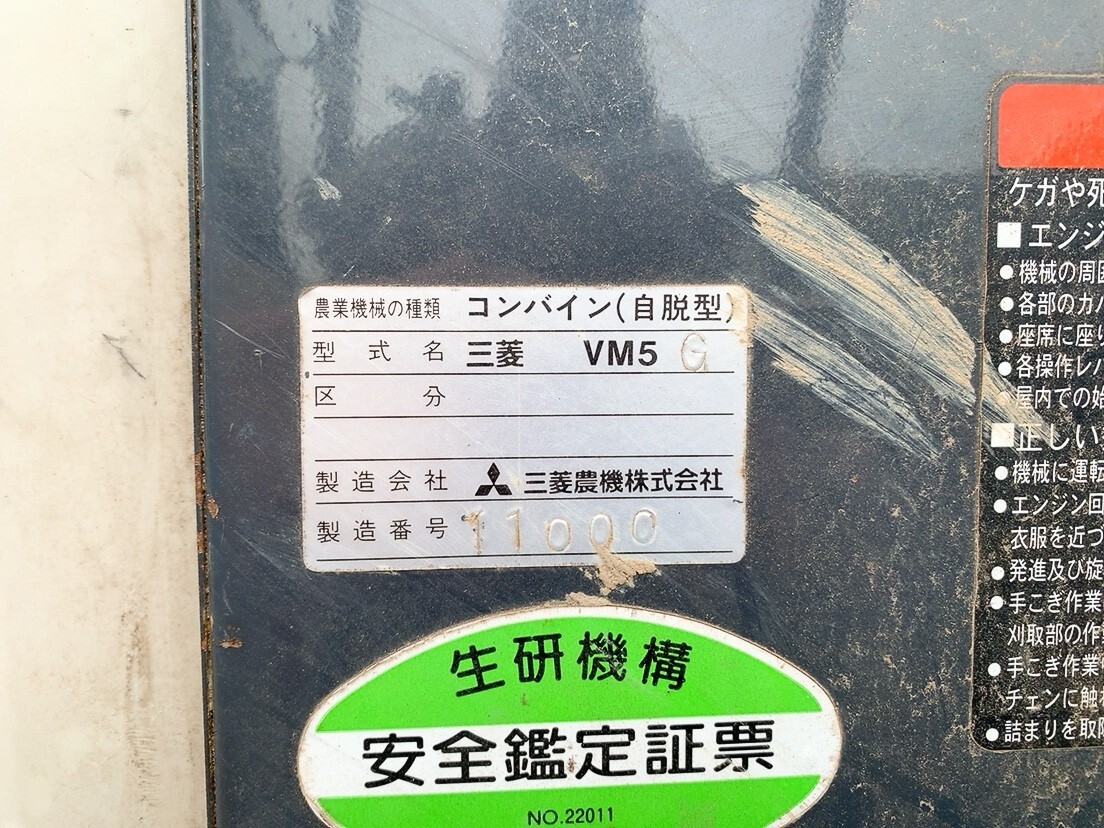 農業機械の種類 コンバイン(自脱型)
型式名 三菱 VM5 G
区分
製造会社 三菱農機株式会社
製造番号 11000
生研機構
安全鑑定証票
NO.22011
ケガや死
■エンジ
●機械の周囲
●各部のカバ
●座席に座り
●各操作レバ
屋内での始
■正しい
●機械に運転
●エンジン回
衣服を近づ
●発進及び旋
●手こぎ作業
刈取部の作業
●手こぎ作業
チェンに触れ
●詰まりを取除